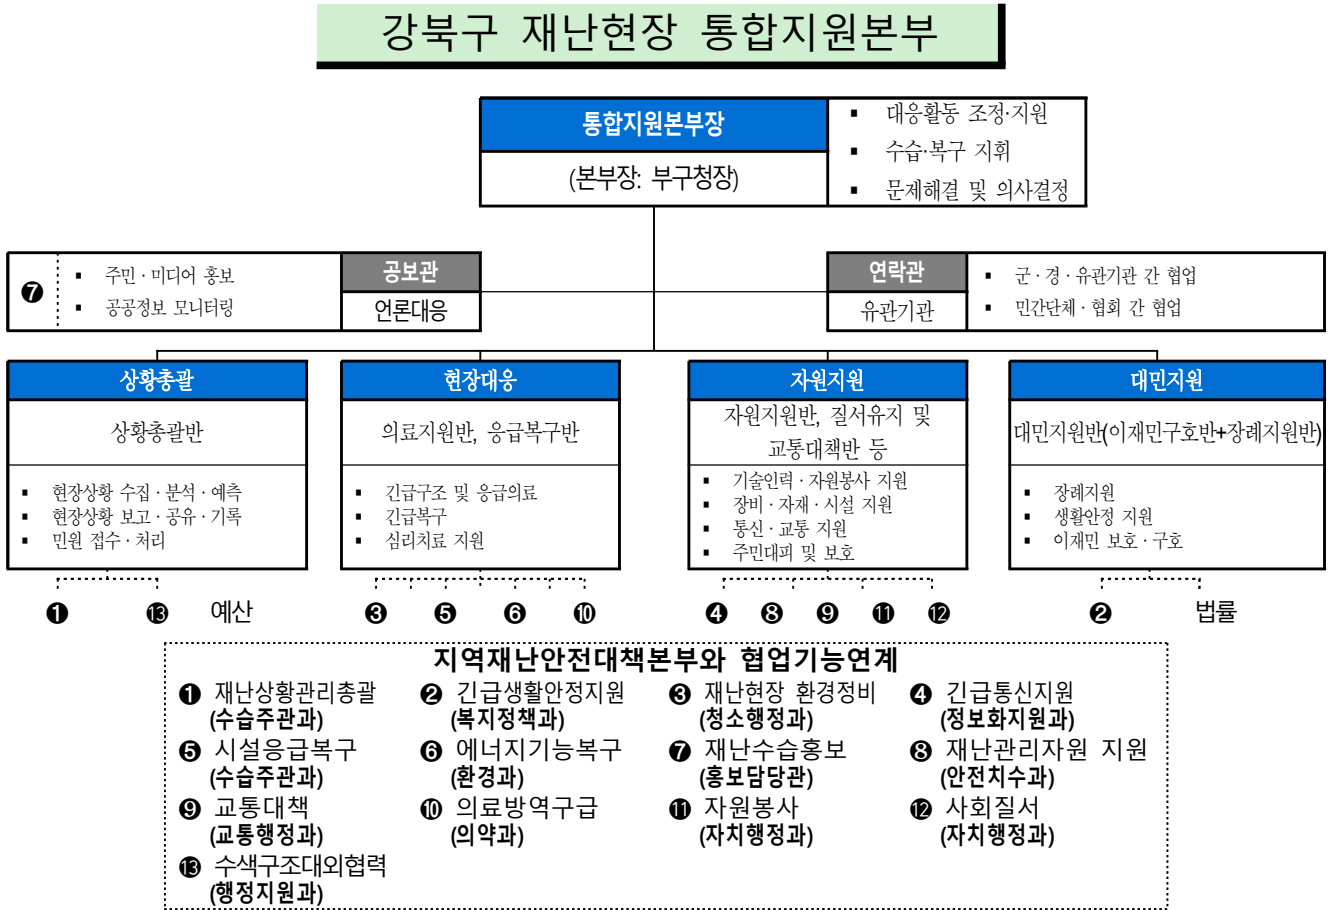 강북구 재난현장 통합지원본부
통합지원본부장
(본부장: 부구청장)
▪ 대응활동 조정·지원
▪ 수습·복구 지휘
▪ 문제해결 및 의사결정
❼
▪ 주민·미디어 홍보
▪ 공공정보 모니터링
공보관
언론대응
연락관
유관기관
▪ 군·경·유관기관 간 협업
▪ 민간단체·협회 간 협업
상황총괄
상황총괄반
▪ 현장상황 수집·분석·예측
▪ 현장상황 보고·공유·기록
▪ 민원 접수·처리
현장대응
의료지원반, 응급복구반
▪ 긴급구조 및 응급의료
▪ 긴급복구
▪ 심리치료 지원
자원지원
자원지원반, 질서유지 및
교통대책반 등
▪ 기술인력·자원봉사 지원
▪ 장비·자재·시설 지원
▪ 통신·교통 지원
▪ 주민대피 및 보호
대민지원
대민지원반(이재민구호반+장례지원반)
▪ 장례지원
▪ 생활안정 지원
▪ 이재민 보호·구호
❶ ⓭ 예산
❸ ❺ ❻ ❿
❹ ❽ ❾ ⓫ ⓬
❷ 법률
지역재난안전대책본부와 협업기능연계
❶ 재난상황관리총괄
(수습주관과)
❷ 긴급생활안정지원
(복지정책과)
❸ 재난현장 환경정비
(청소행정과)
❹ 긴급통신지원
(정보화지원과)
❺ 시설응급복구
(수습주관과)
❻ 에너지기능복구
(환경과)
❼ 재난수습홍보
(홍보담당관)
❽ 재난관리자원 지원
(안전치수과)
❾ 교통대책
(교통행정과)
❿ 의료방역구급
(의약과)
⓫ 자원봉사
(자치행정과)
⓬ 사회질서
(자치행정과)
⓭ 수색구조대외협력
(행정지원과)